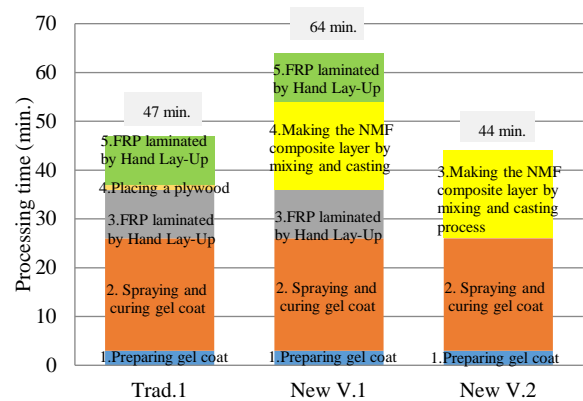 Processing time (min.)
70
60
50
40
30
20
10
0
47 min.
5.FRP laminated
by Hand Lay-Up
4.Placing a plywood
3.FRP laminated
by Hand Lay-Up
2. Spraying and
curing gel coat
1.Preparing gel coat
Trad.1
64 min.
5.FRP laminated
by Hand Lay-Up
4.Making the NMF
composite layer by
mixing and casting
3.FRP laminated
by Hand Lay-Up
2. Spraying and
curing gel coat
1.Preparing gel coat
New V.1
44 min.
3.Making the NMF
composite layer by
mixing and casting
process
2. Spraying and
curing gel coat
1.Preparing gel coat
New V.2